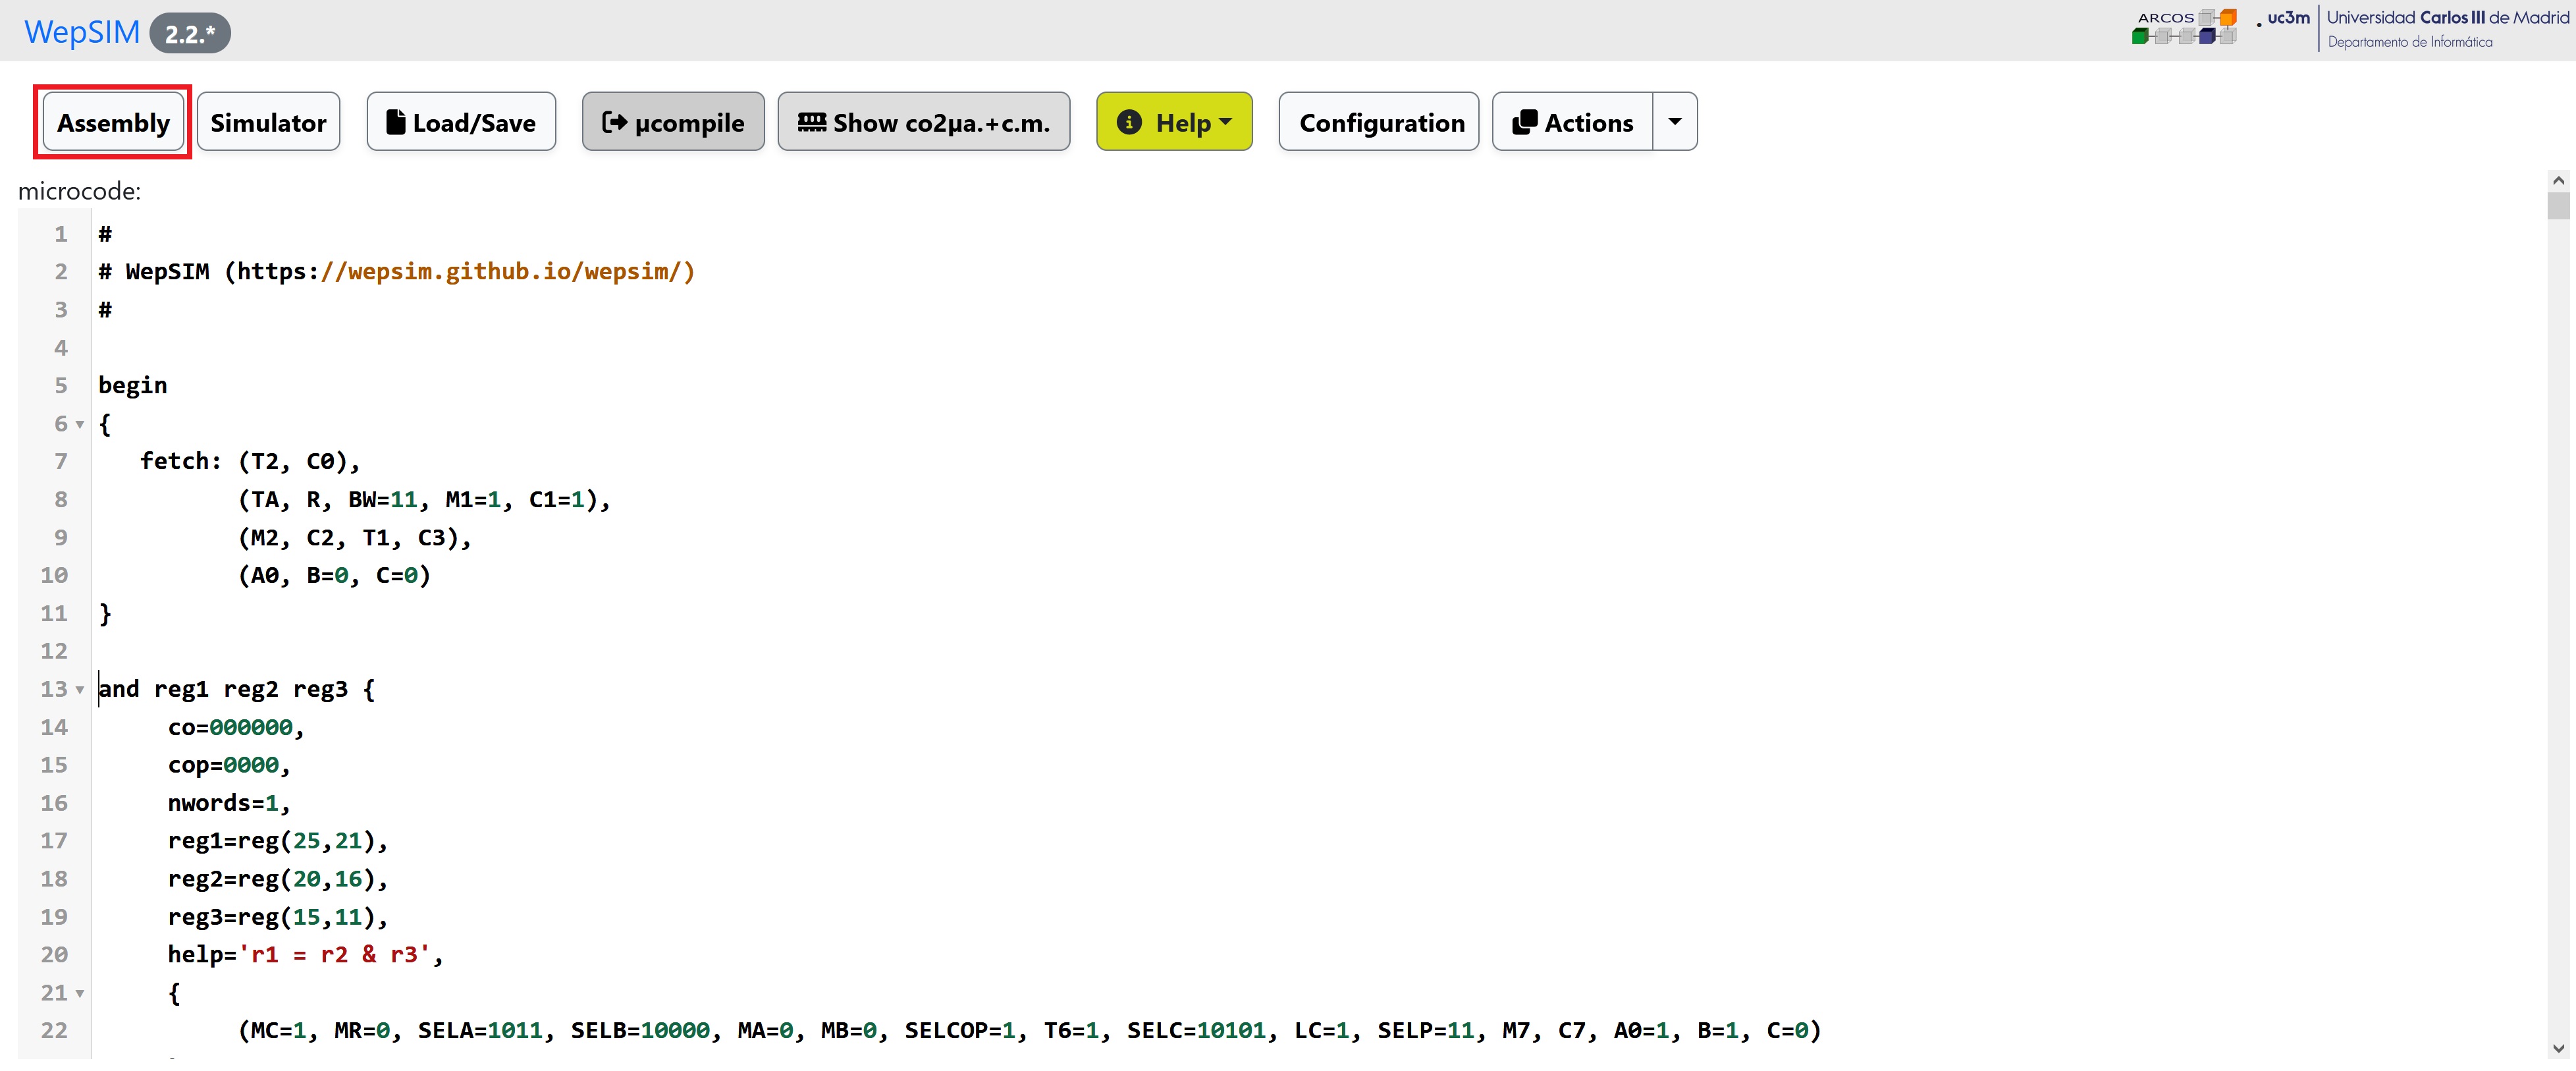 WepSIM 2.2.*
ARCOS
. uc3m Universidad Carlos III de Madrid
Departamento de Informática
Assembly Simulator Load/Save µcompile Show co2µa.+c.m. Help Configuration Actions
microcode:
1 #
2 # WepSIM (https://wepsim.github.io/wepsim/)
3 #
4
5 begin
6 {
7 fetch: (T2, C0),
8 (TA, R, BW=11, M1=1, C1=1),
9 (M2, C2, T1, C3),
10 (A0, B=0, C=0)
11 }
12
13 and reg1 reg2 reg3 {
14 co=000000,
15 cop=0000,
16 nwords=1,
17 reg1=reg(25,21),
18 reg2=reg(20,16),
19 reg3=reg(15,11),
20 help='r1 = r2 & r3',
21 {
22 (MC=1, MR=0, SELA=1011, SELB=10000, MA=0, MB=0, SELCOP=1, T6=1, SELC=10101, LC=1, SELP=11, M7, C7, A0=1, B=1, C=0)